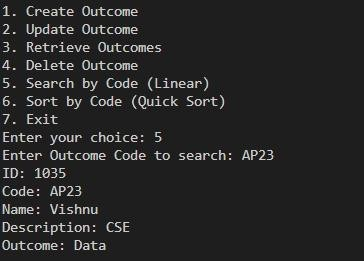 1. Create Outcome
2. Update Outcome
3. Retrieve Outcomes
4. Delete Outcome
5. Search by Code (Linear)
6. Sort by Code (Quick Sort)
7. Exit
Enter your choice: 5
Enter Outcome Code to search: AP23
ID: 1035
Code: AP23
Name: Vishnu
Description: CSE
Outcome: Data